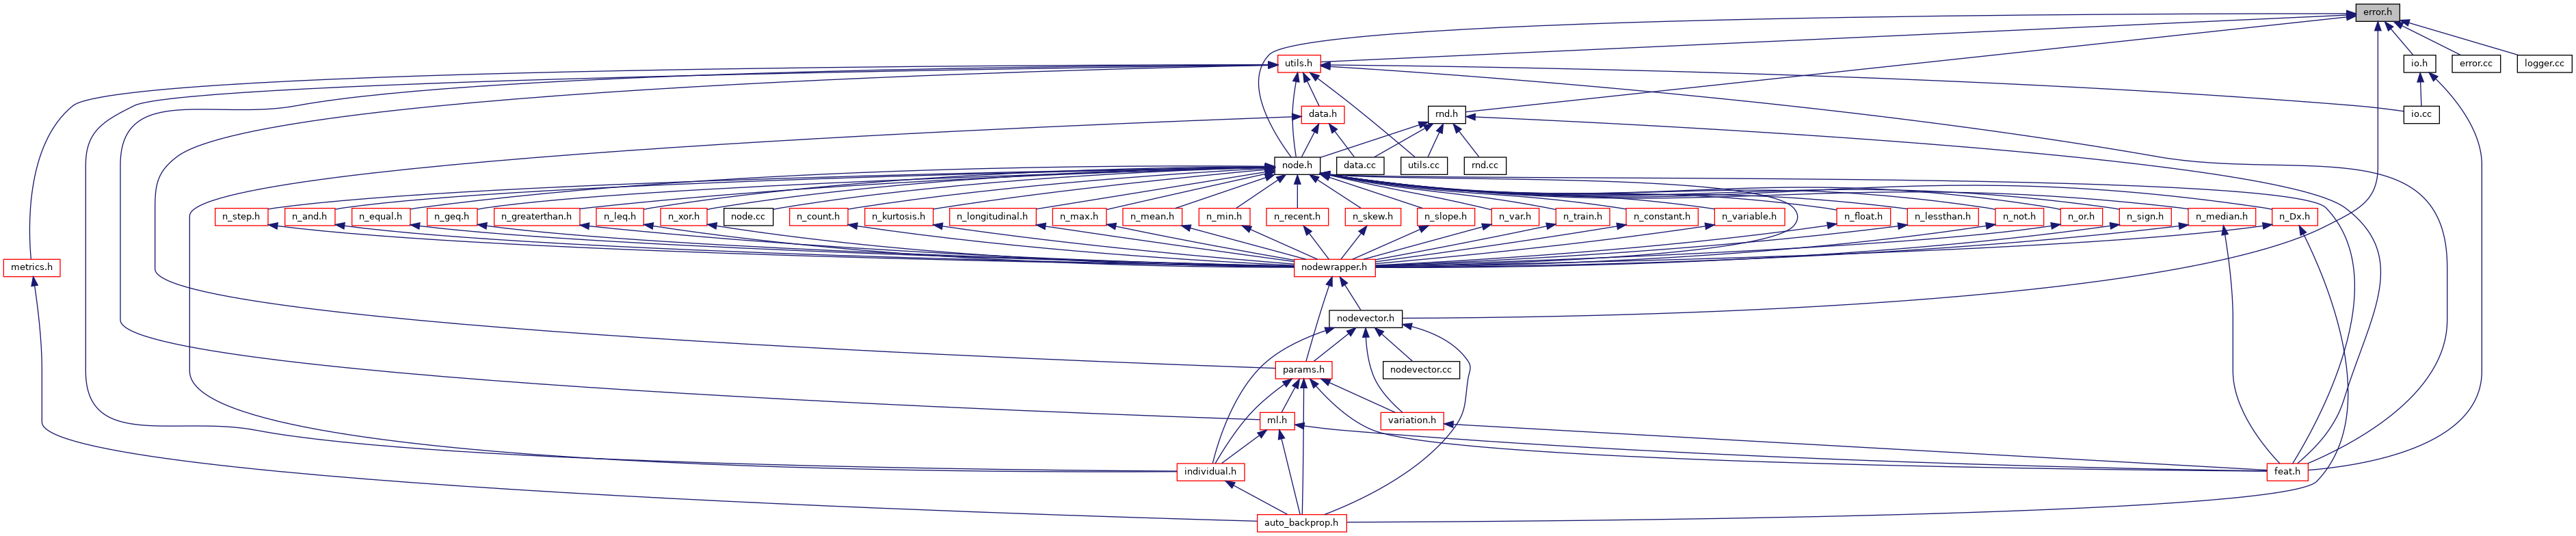 error.h
utils.h
io.h
error.cc
logger.cc
data.h
rnd.h
io.cc
node.h
data.cc
utils.cc
rnd.cc
n_step.h
n_and.h
n_equal.h
n_geq.h
n_greaterthan.h
n_leq.h
n_xor.h
node.cc
n_count.h
n_kurtosis.h
n_longitudinal.h
n_max.h
n_mean.h
n_min.h
n_recent.h
n_skew.h
n_slope.h
n_var.h
n_train.h
n_constant.h
n_variable.h
n_float.h
n_lessthan.h
n_not.h
n_or.h
n_sign.h
n_median.h
n_Dx.h
metrics.h
nodewrapper.h
nodevector.h
params.h
nodevector.cc
ml.h
variation.h
individual.h
feat.h
auto_backprop.h